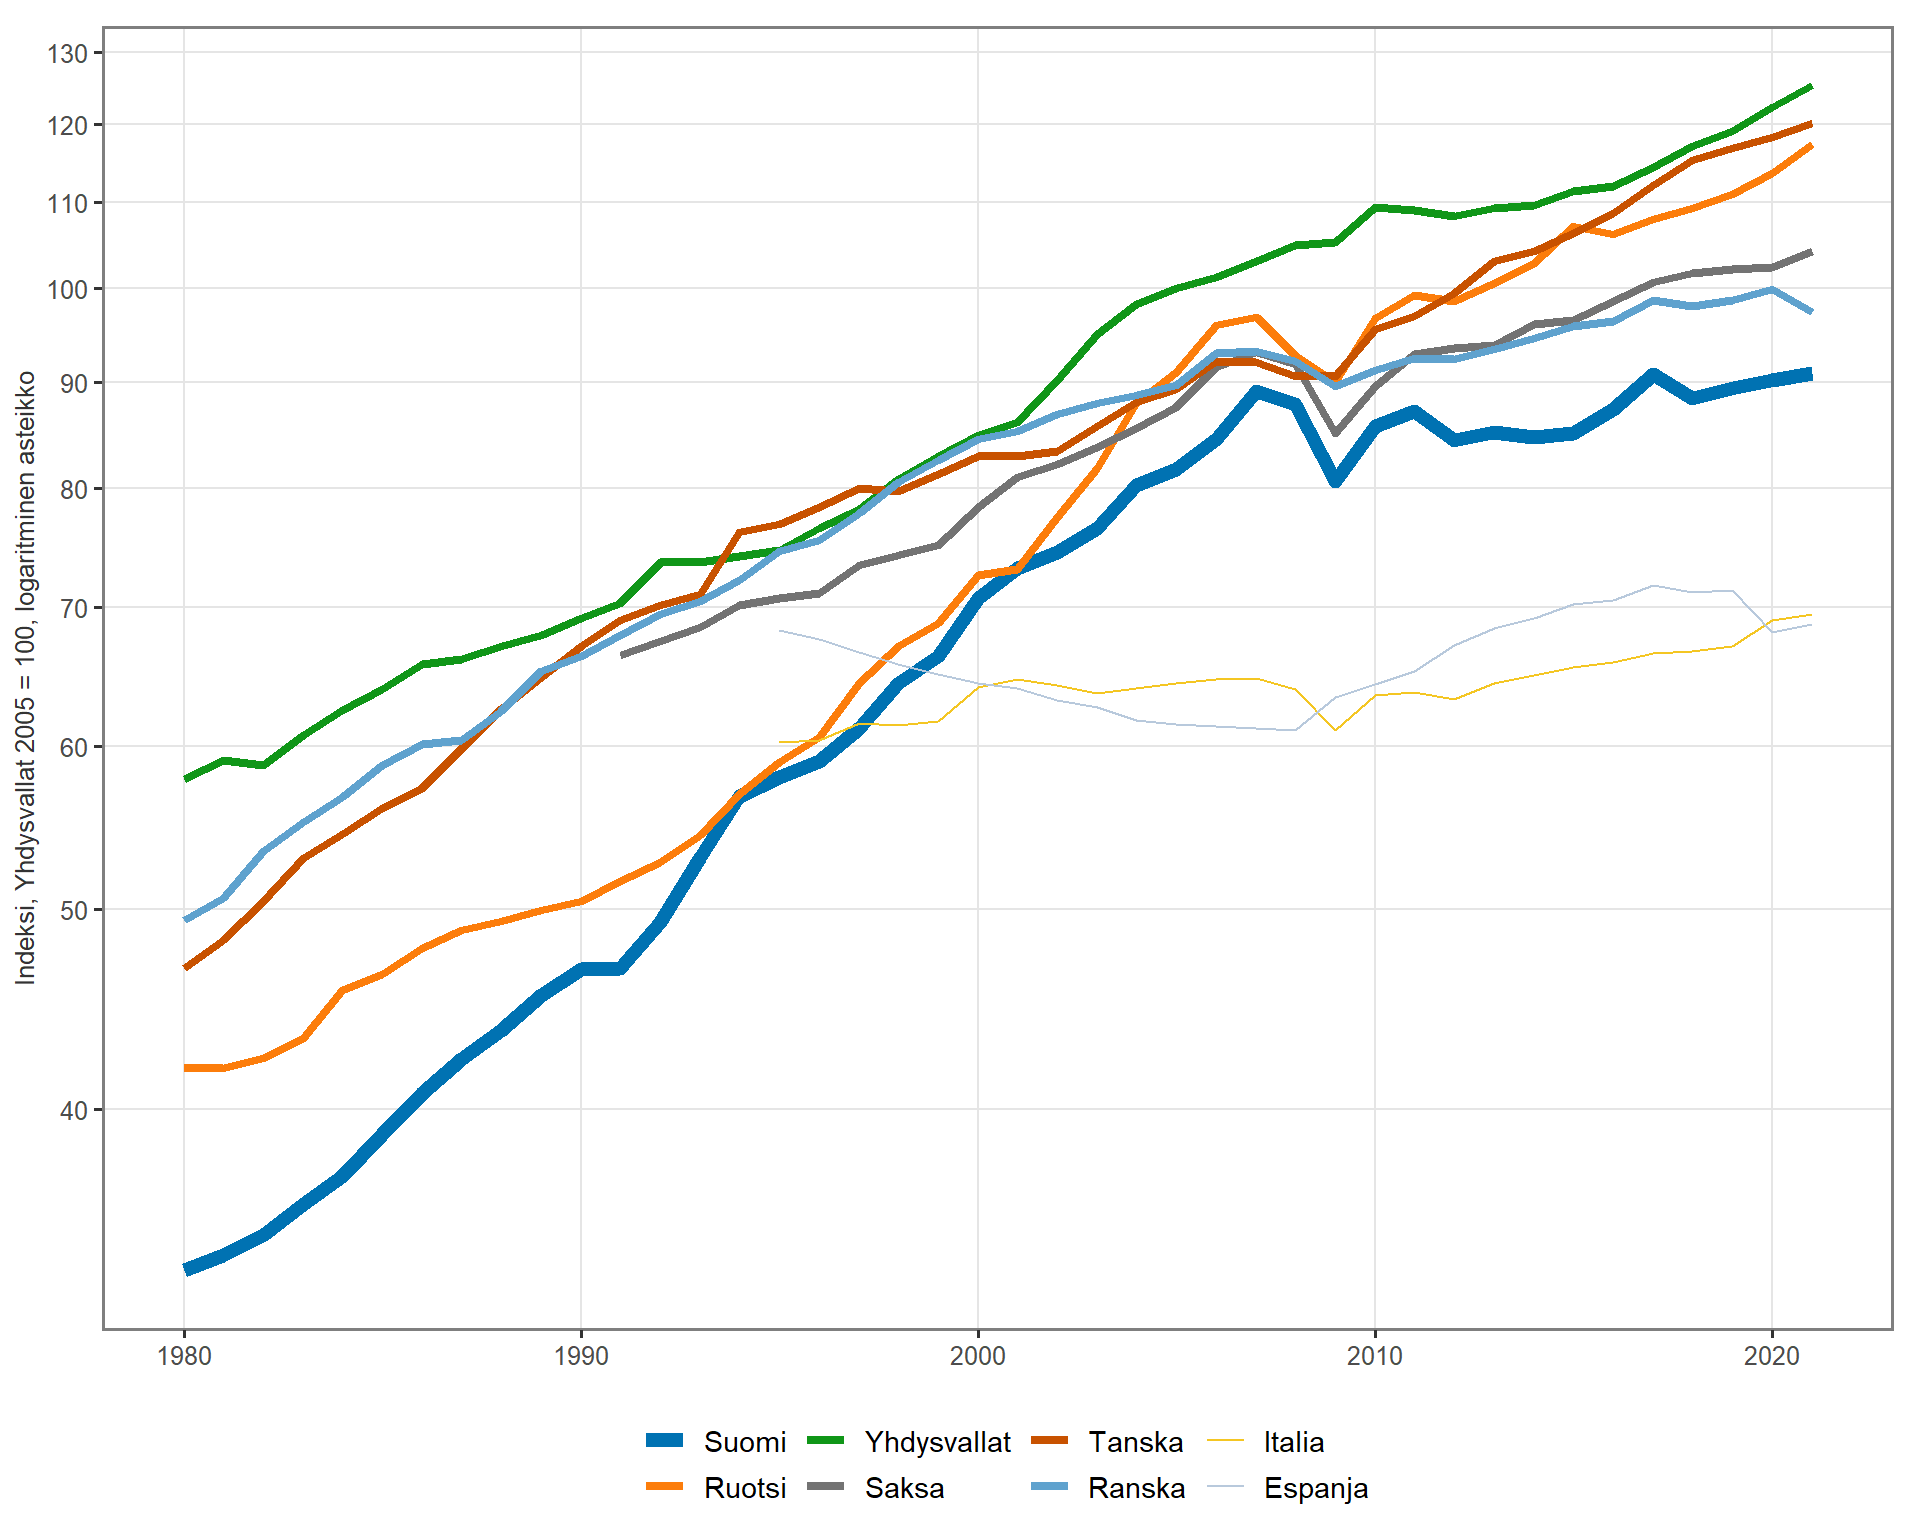 130
120
110
100
90
80
70
60
50
40
Indeksi, Yhdysvallat 2005 = 100, logaritminen asteikko
1980 1990 2000 2010 2020
Suomi Yhdysvallat Tanska Italia
Ruotsi Saksa Ranska Espanja